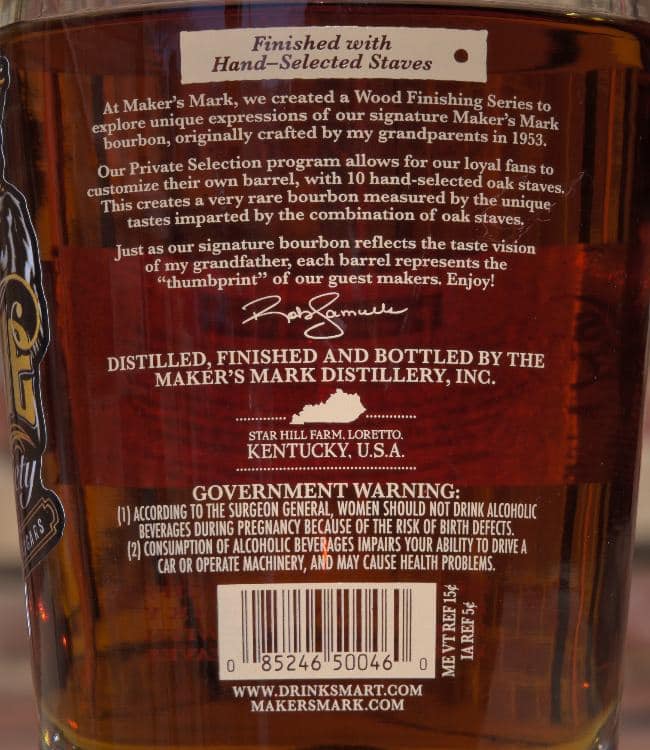 Finished with
Hand-Selected Staves
At Maker's Mark, we created a Wood Finishing Series to
explore unique expressions of our signature Maker's Mark
bourbon, originally crafted by my grandparents in 1953.
Our Private Selection program allows for our loyal fans to
customize their own barrel, with 10 hand-selected oak staves.
This creates a very rare bourbon measured by the unique
tastes imparted by the combination of oak staves.
Just as our signature bourbon reflects the taste vision
of my grandfather, each barrel represents the
“thumbprint” of our guest makers. Enjoy!
Rob Samuels
DISTILLED, FINISHED AND BOTTLED BY THE
MAKER'S MARK DISTILLERY, INC.
STAR HILL FARM, LORETTO,
KENTUCKY, U.S.A.
GOVERNMENT WARNING:
(1) ACCORDING TO THE SURGEON GENERAL, WOMEN SHOULD NOT DRINK ALCOHOLIC
BEVERAGES DURING PREGNANCY BECAUSE OF THE RISK OF BIRTH DEFECTS.
(2) CONSUMPTION OF ALCOHOLIC BEVERAGES IMPAIRS YOUR ABILITY TO DRIVE A
CAR OR OPERATE MACHINERY, AND MAY CAUSE HEALTH PROBLEMS.
0 85246 50046 0
ME VT REF 15¢
IA REF 5¢
WWW.DRINKSMART.COM
MAKERSMARK.COM